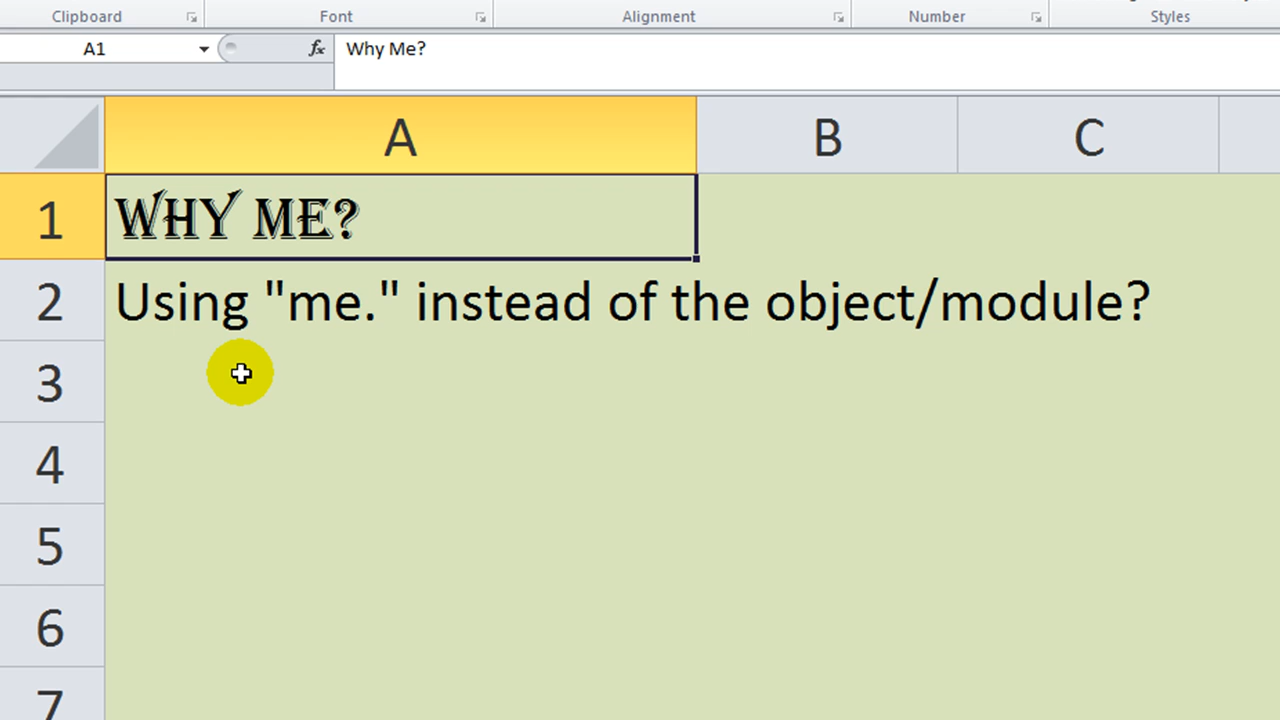 Clipboard Font Alignment Number Styles
A1 fx Why Me?
A B C
1 WHY ME?
2 Using "me." instead of the object/module?
3
4
5
6
7